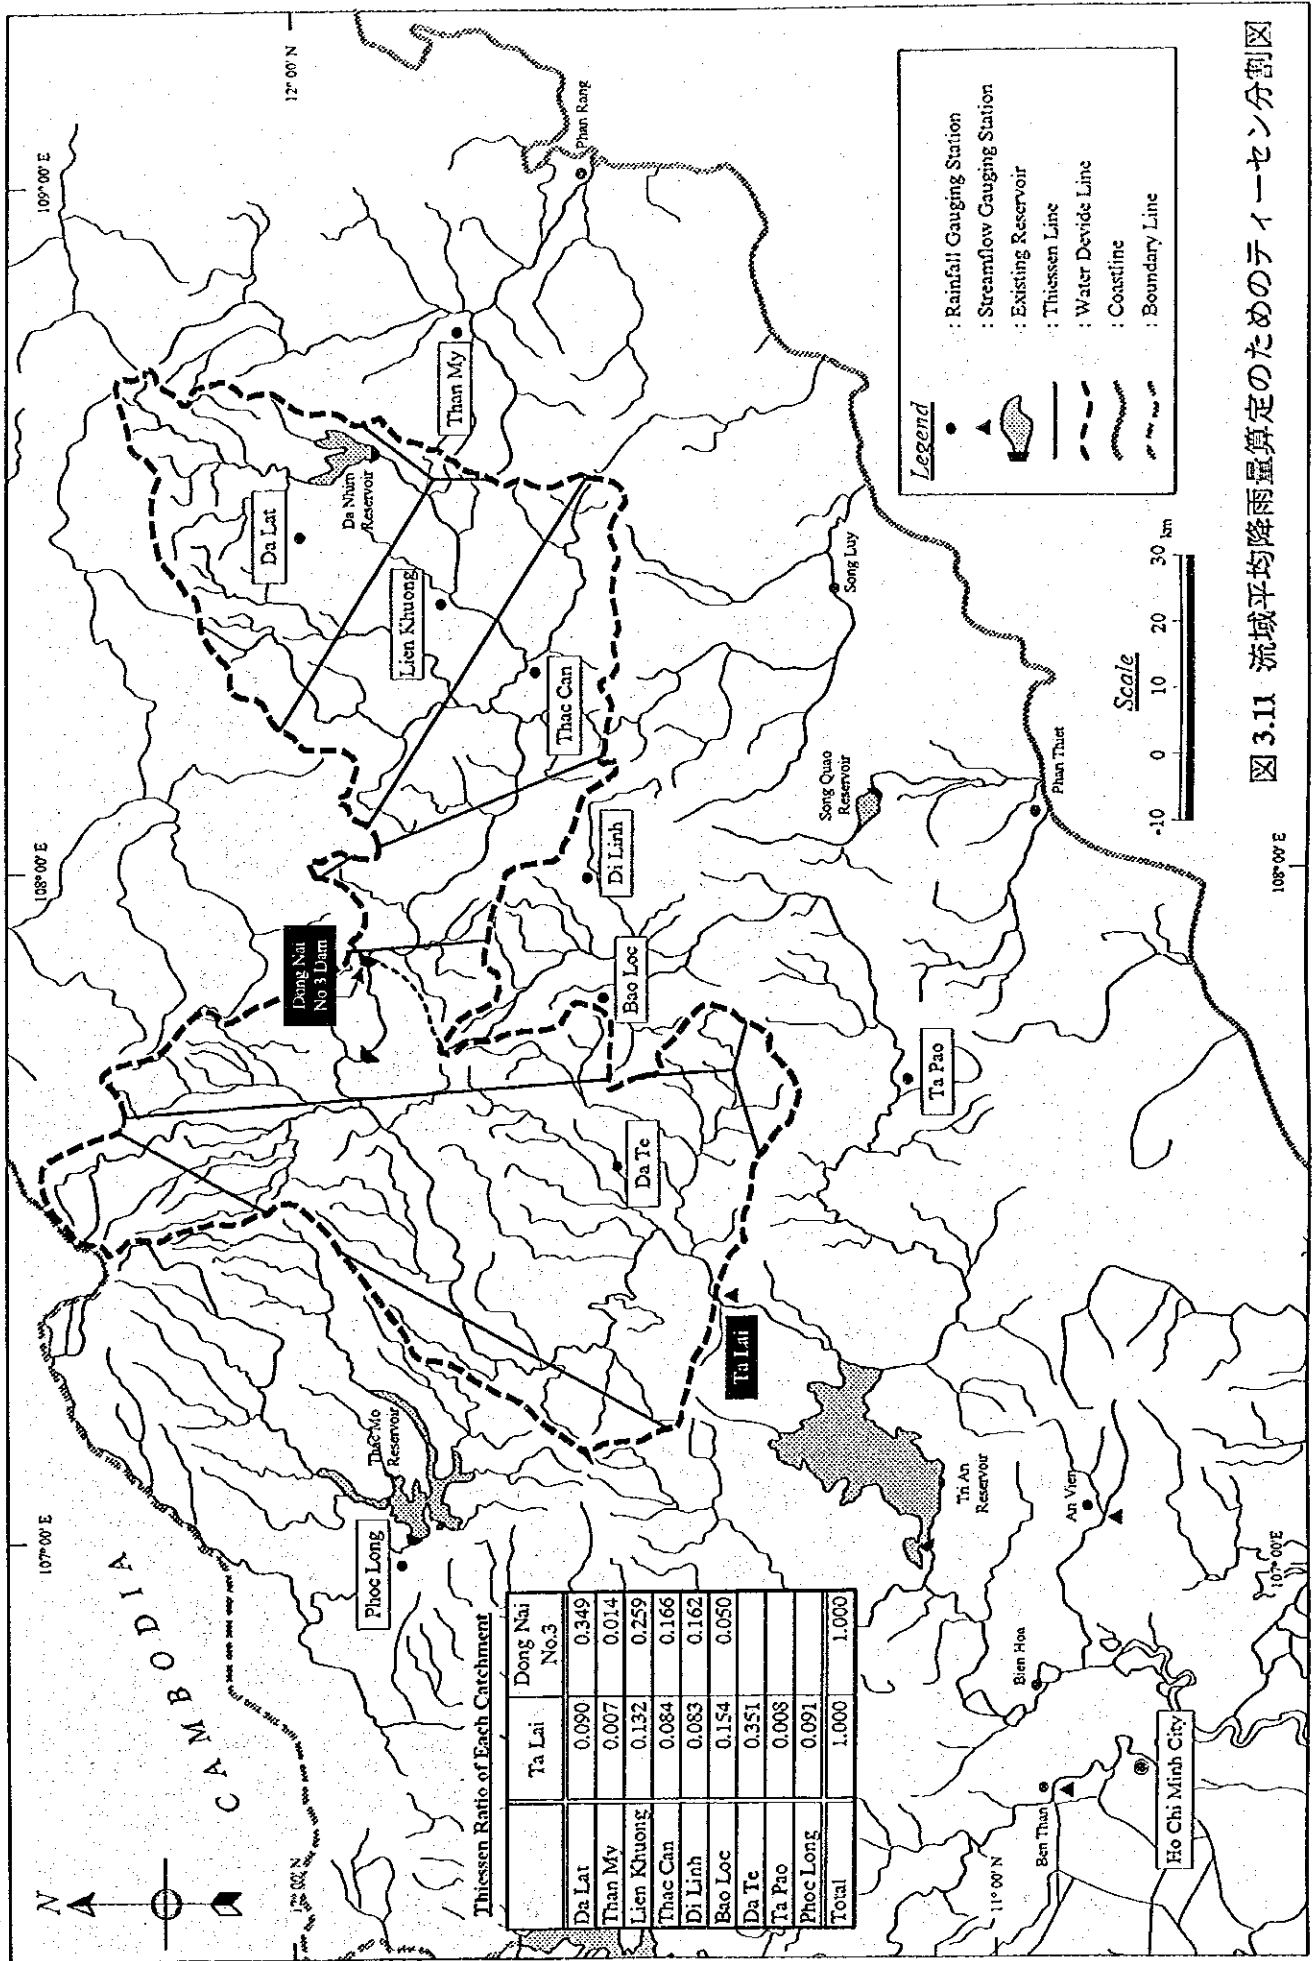 N
CAMBODIA
107° 00' E
108° 00' E
109° 00' E
12° 00' N
12° 00' N
11° 00' N
107° 00'E
108° 00' E
Da Lat
Da Nhim
Reservoir
Than My
Lien Khuong
Thac Can
Phan Rang
Dong Nai
No 3 Dam
Di Linh
Bao Loc
Da Te
Ta Pao
Ta Lai
Song Luy
Song Quao
Reservoir
Phan Thiet
Thac Mo
Reservoir
Phoc Long
Tri An
Reservoir
An Vien
Bien Hoa
Ben Than
Ho Chi Minh City
Thiessen Ratio of Each Catchment
Ta Lai Dong Nai
No.3
Da Lat 0.090 0.349
Than My 0.007 0.014
Lien Khuong 0.132 0.259
Thac Can 0.084 0.166
Di Linh 0.083 0.162
Bao Loc 0.154 0.050
Da Te 0.351
Ta Pao 0.008
Phoc Long 0.091
Total 1.000 1.000
Scale
-10 0 10 20 30 km
Legend
: Rainfall Gauging Station
: Streamflow Gauging Station
: Existing Reservoir
: Thiessen Line
: Water Devide Line
: Coastline
: Boundary Line
図 3.11 流域平均降雨量算定のためのティーセン分割図